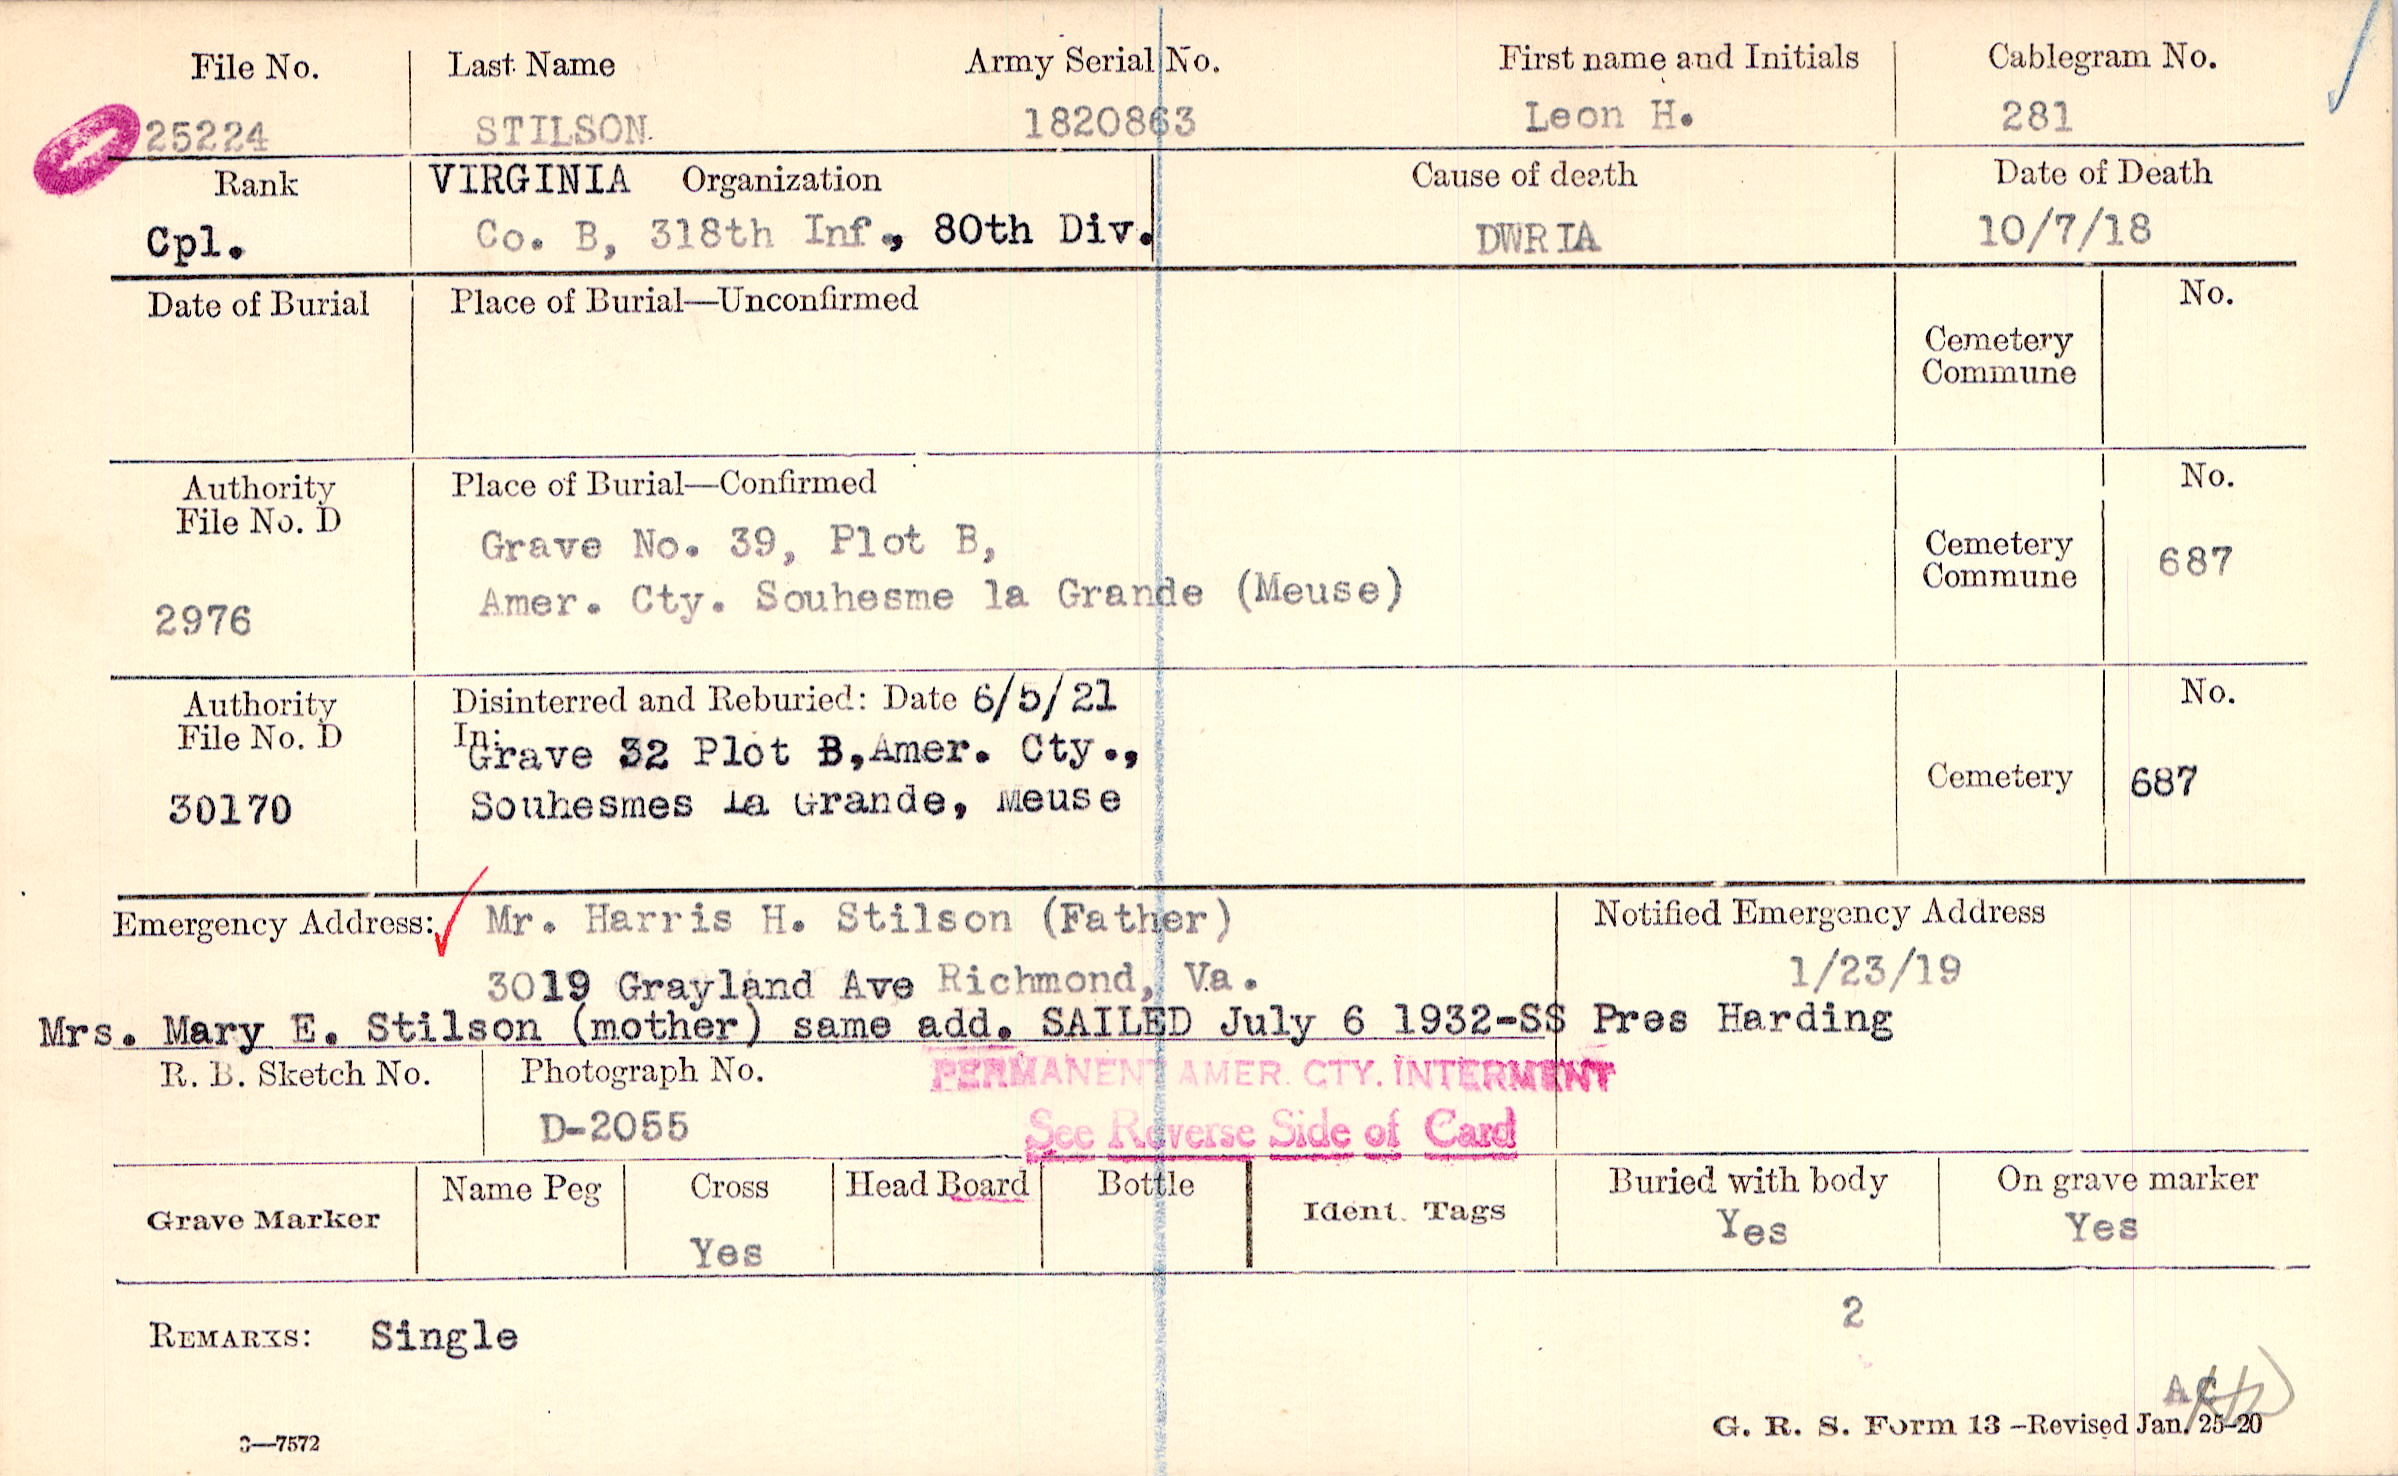 File No. Last Name Army Serial No. First name and Initials Cablegram No.
25224 STILSON. 1820863 Leon H. 281
Rank VIRGINIA Organization Cause of death Date of Death
Cpl. Co. B, 318th Inf., 80th Div. DWRIA 10/7/18
Date of Burial Place of Burial—Unconfirmed No.
Cemetery
Commune
Authority Place of Burial—Confirmed No.
File No. D
Grave No. 39, Plot B,
Cemetery
Commune 687
Amer. Cty. Souhesme la Grande (Meuse)
2976
Authority Disinterred and Reburied: Date 6/5/21 No.
File No. D In:
Grave 32 Plot B, Amer. Cty.,
Cemetery 687
30170 Souhesmes la Grande, Meuse
Emergency Address: Mr. Harris H. Stilson (Father) Notified Emergency Address
3019 Grayland Ave Richmond, Va. 1/23/19
Mrs. Mary E. Stilson (mother) same add. SAILED July 6 1932-SS Pres Harding
R. B. Sketch No. Photograph No. PERMANENT AMER. CTY. INTERMENT
D-2055 See Reverse Side of Card
Grave Marker Name Peg Cross Head Board Bottle Ident. Tags Buried with body On grave marker
Yes Yes Yes
2
REMARKS: Single
AC
G. R. S. Form 13—Revised Jan. 25-20
3—7572